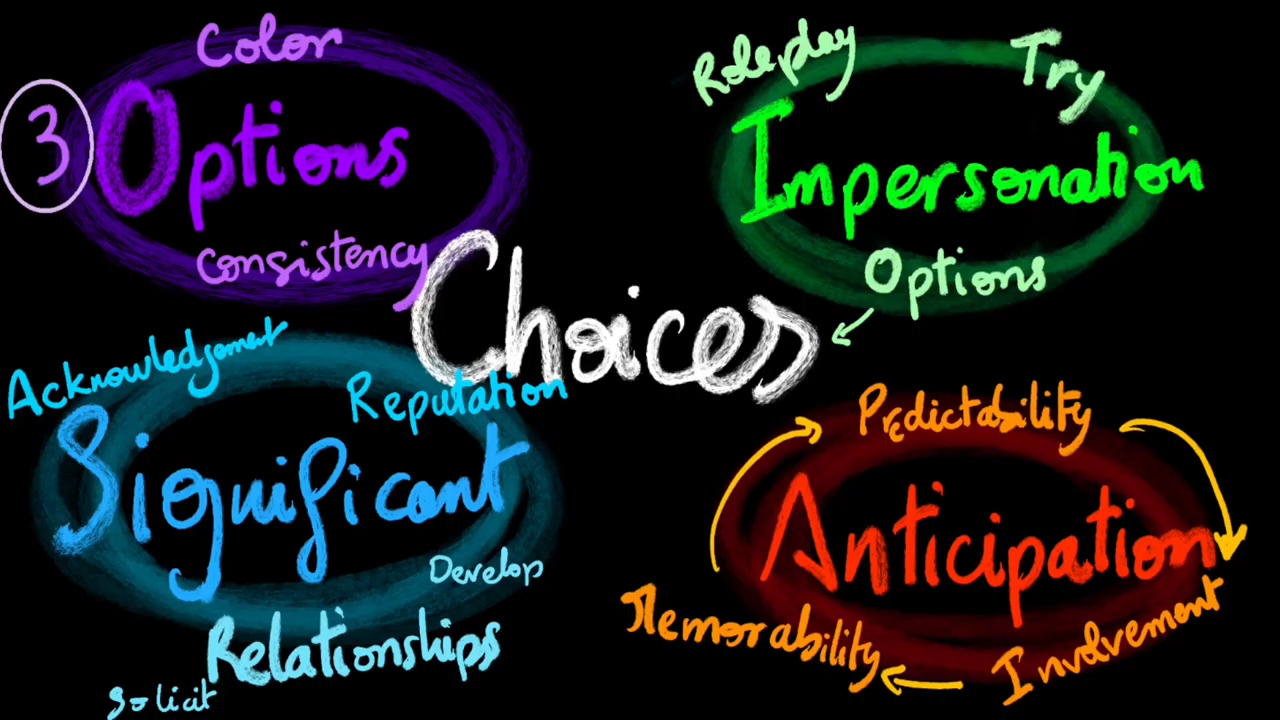 Color
3
Options
Consistency
Roleplay Try
Impersonation
Options
Choices
Acknowledgement
Reputation
Significant
Develop
Relationships
Solicit
Predictability
Anticipation
Memorability
Involvement